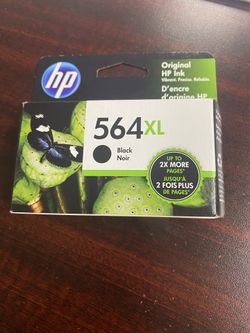 hp
Original
HP Ink
Vibrant. Precise. Reliable.
D'encre
d'origine HP
564XL
Black
Noir
UP TO
2X MORE
PAGES*
JUSQU'À
2 FOIS PLUS
DE PAGES*